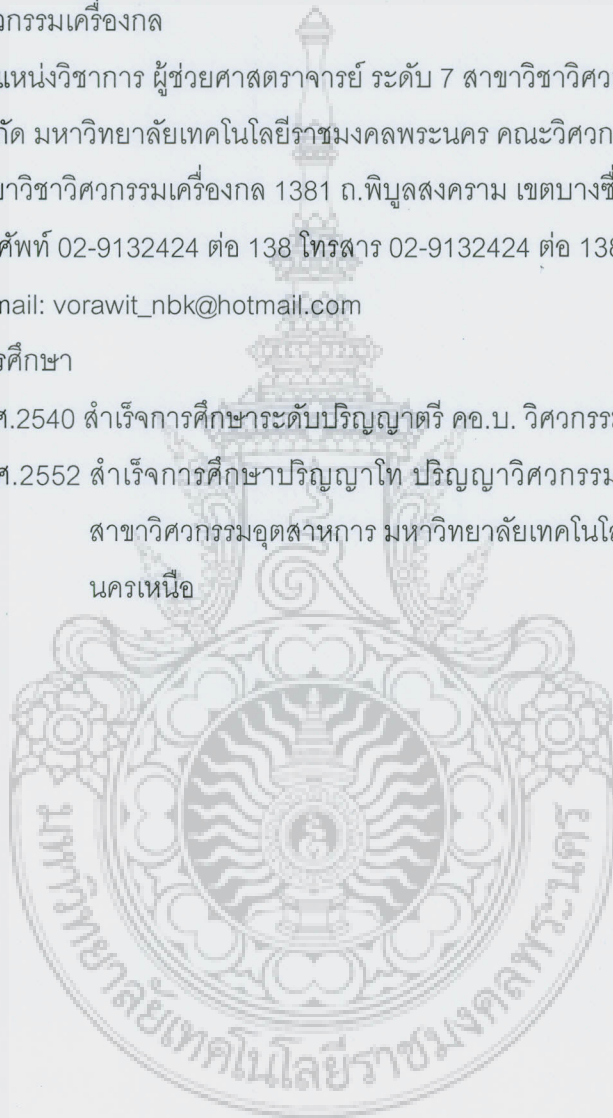 วกรรมเครื่องกล
แหน่งวิชาการ ผู้ช่วยศาสตราจารย์ ระดับ 7 สาขาวิชาวิศว
กัด มหาวิทยาลัยเทคโนโลยีราชมงคลพระนคร คณะวิศวก
าวิชาวิศวกรรมเครื่องกล 1381 ถ.พิบูลสงคราม เขตบางซื่
ศัพท์ 02-9132424 ต่อ 138 โทรสาร 02-9132424 ต่อ 138
nail: vorawit_nbk@hotmail.com
รศึกษา
ศ.2540 สำเร็จการศึกษาระดับปริญญาตรี คอ.บ. วิศวกรร
ศ.2552 สำเร็จการศึกษาปริญญาโท ปริญญาวิศวกรรม
สาขาวิศวกรรมอุตสาหการ มหาวิทยาลัยเทคโนโล
นครเหนือ
มหาวิทยาลัยเทคโนโลยีราชมงคลพระนคร